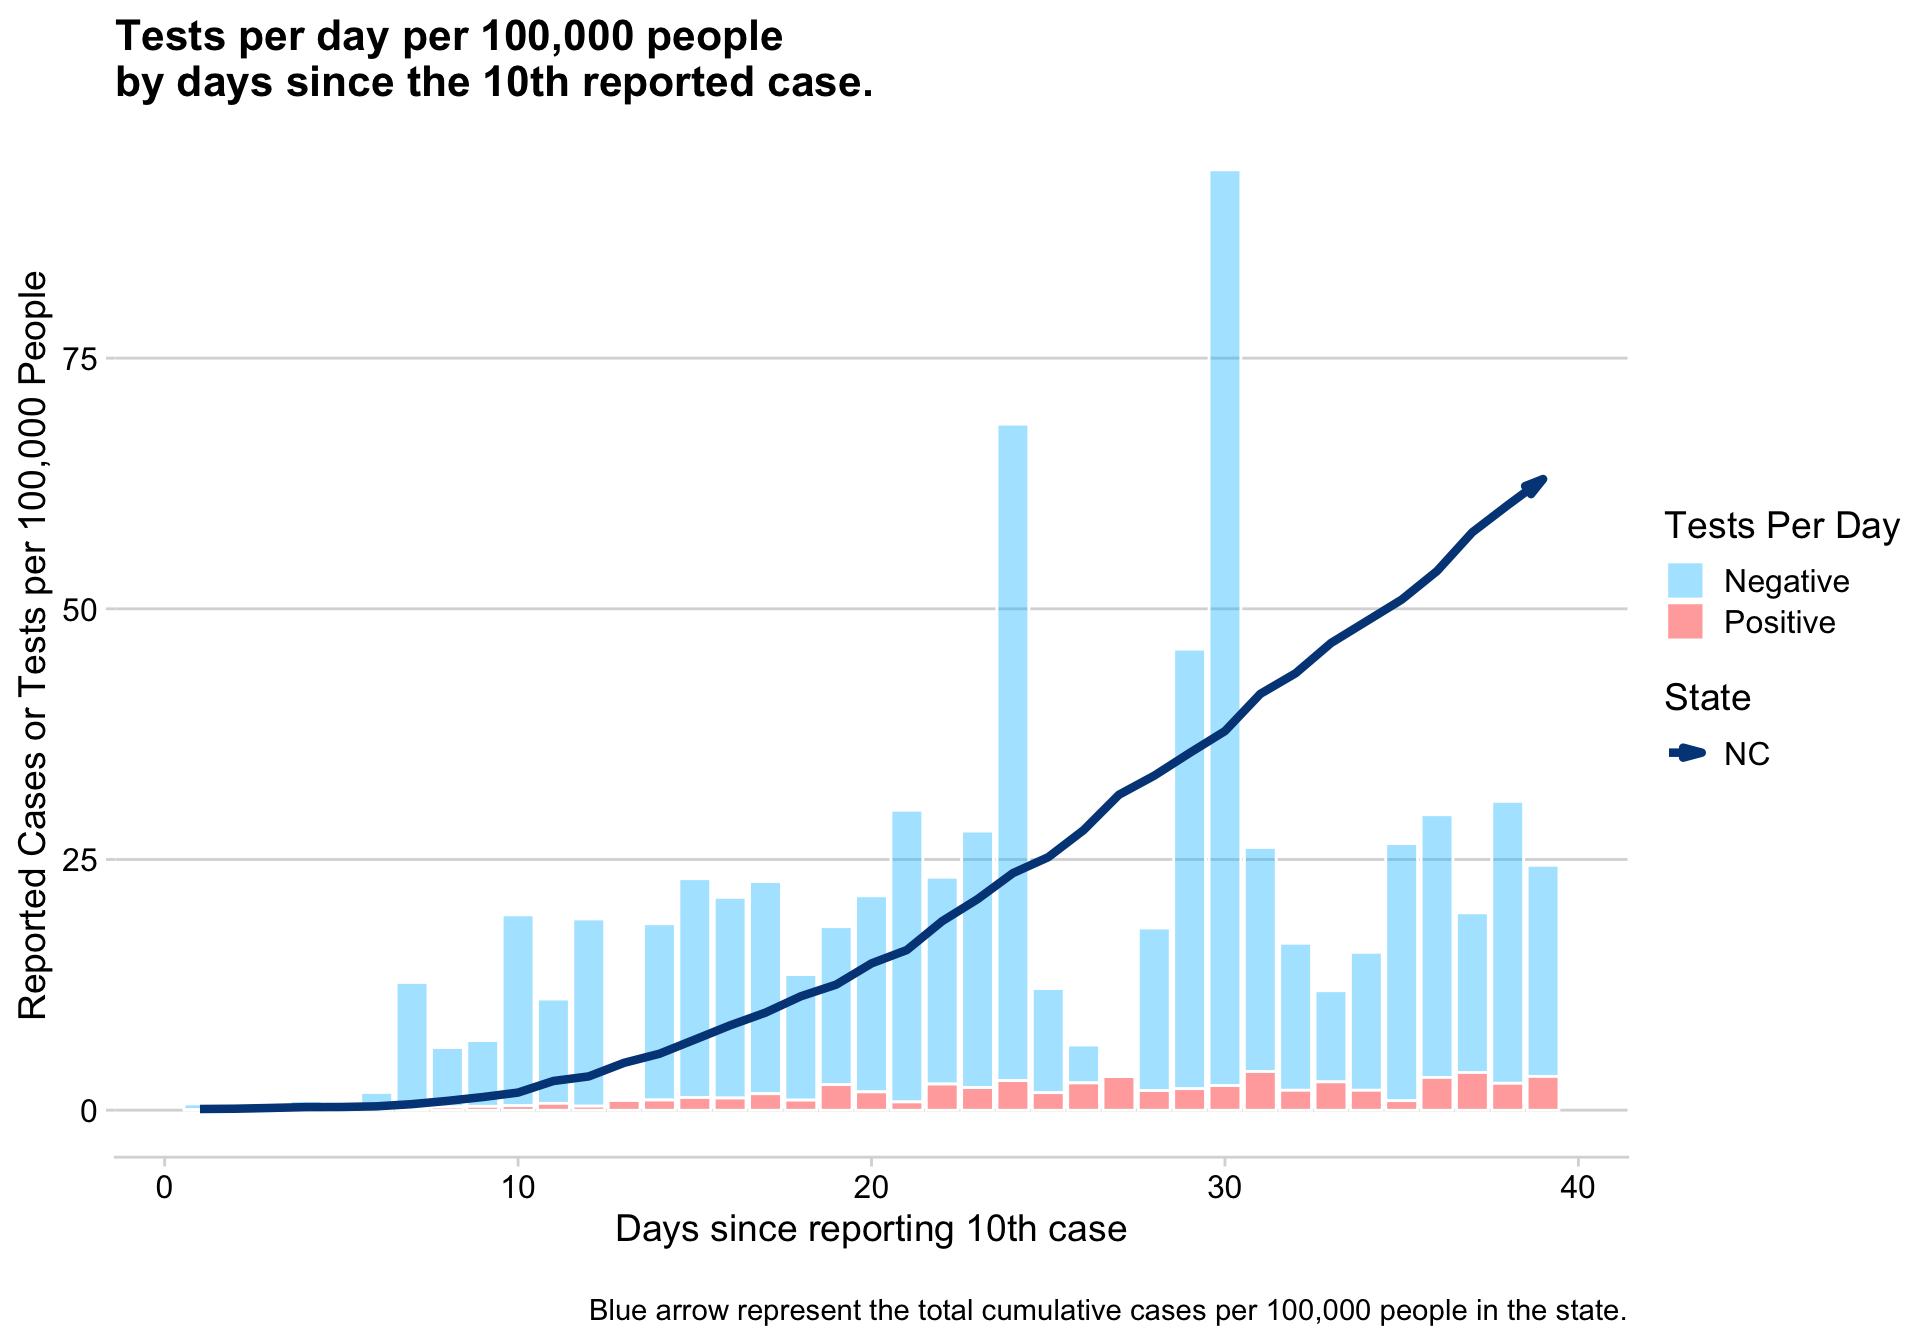 Tests per day per 100,000 people
by days since the 10th reported case.
Reported Cases or Tests per 100,000 People
75
50
25
0
0 10 20 30 40
Days since reporting 10th case
Tests Per Day
Negative
Positive
State
NC
Blue arrow represent the total cumulative cases per 100,000 people in the state.